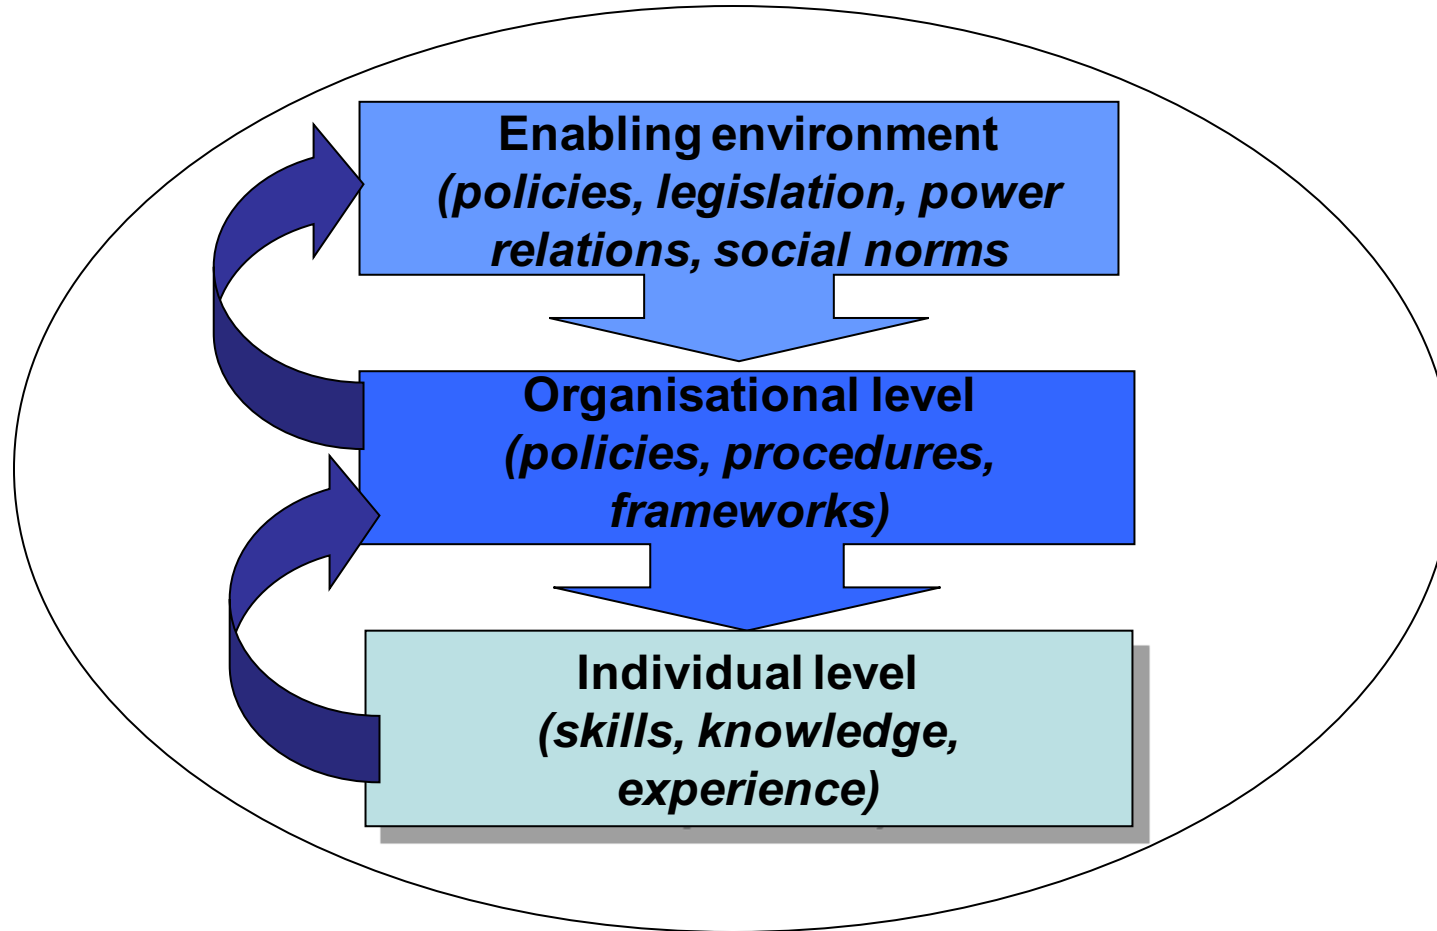 Enabling environment
(policies, legislation, power
relations, social norms
Organisational level
(policies, procedures,
frameworks)
Individual level
(skills, knowledge,
experience)